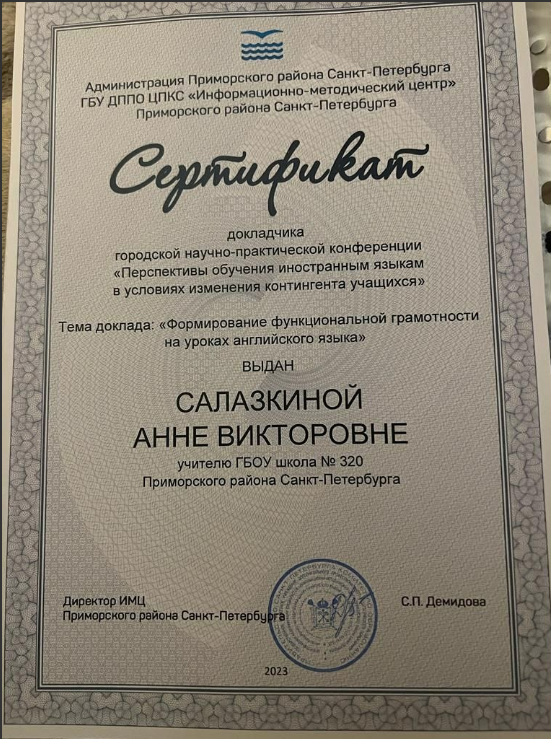 Администрация Приморского района Санкт-Петербурга
ГБУ ДППО ЦПКС «Информационно-методический центр»
Приморского района Санкт-Петербурга
Сертификат
докладчика
городской научно-практической конференции
«Перспективы обучения иностранным языкам
в условиях изменения контингента учащихся»
Тема доклада: «Формирование функциональной грамотности
на уроках английского языка»
ВЫДАН
САЛАЗКИНОЙ
АННЕ ВИКТОРОВНЕ
учителю ГБОУ школа № 320
Приморского района Санкт-Петербурга
Директор ИМЦ
Приморского района Санкт-Петербурга
С.П. Демидова
2023